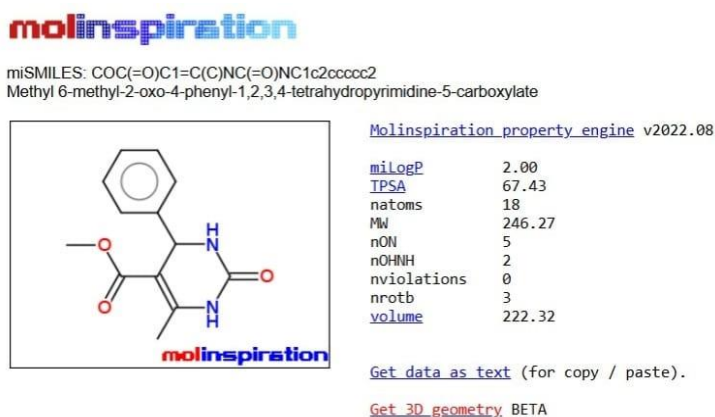 molinspiration
miSMILES: COC(=O)C1=C(C)NC(=O)NC1c2ccccc2
Methyl 6-methyl-2-oxo-4-phenyl-1,2,3,4-tetrahydropyrimidine-5-carboxylate
Molinspiration property engine v2022.08
miLogP 2.00
TPSA 67.43
natoms 18
MW 246.27
nON 5
nOHNH 2
nviolations 0
nrotb 3
volume 222.32
H
N
O
O
O
N
H
molinspiration
Get data as text (for copy / paste).
Get 3D geometry BETA